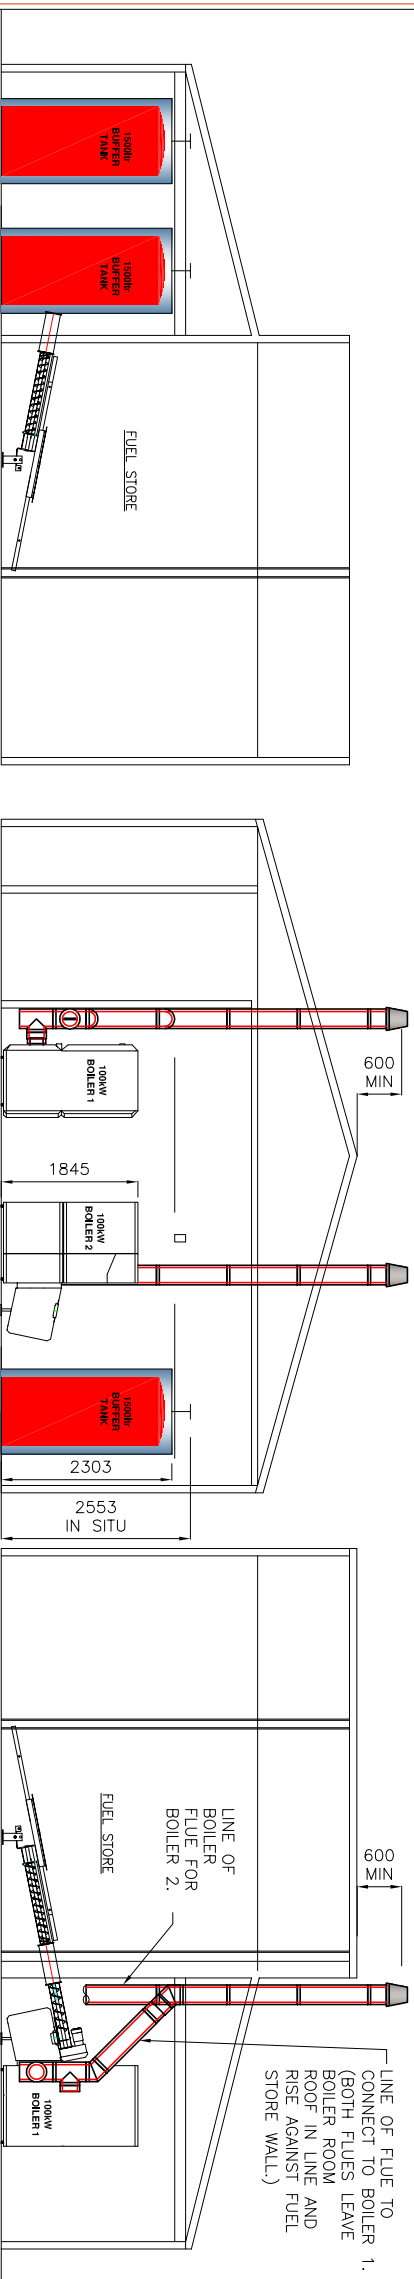 1500ltr
BUFFER
TANK
1500ltr
BUFFER
TANK
FUEL STORE
600
MIN
100kW
BOILER 1
1845
100kW
BOILER 2
1500ltr
BUFFER
TANK
2303
2553
IN SITU
600
MIN
FUEL STORE
LINE OF
BOILER
FLUE FOR
BOILER 2.
LINE OF FLUE TO
CONNECT TO BOILER 1.
(BOTH FLUES LEAVE
BOILER ROOM
ROOF IN LINE AND
RISE AGAINST FUEL
STORE WALL.)
100kW
BOILER 1